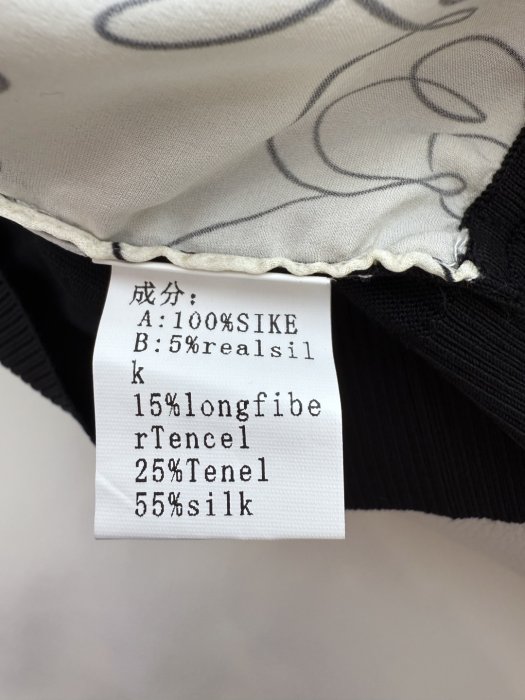 成分:
A:100%SIKE
B:5%realsil
k
15%longfibe
rTencel
25%Tenel
55%silk